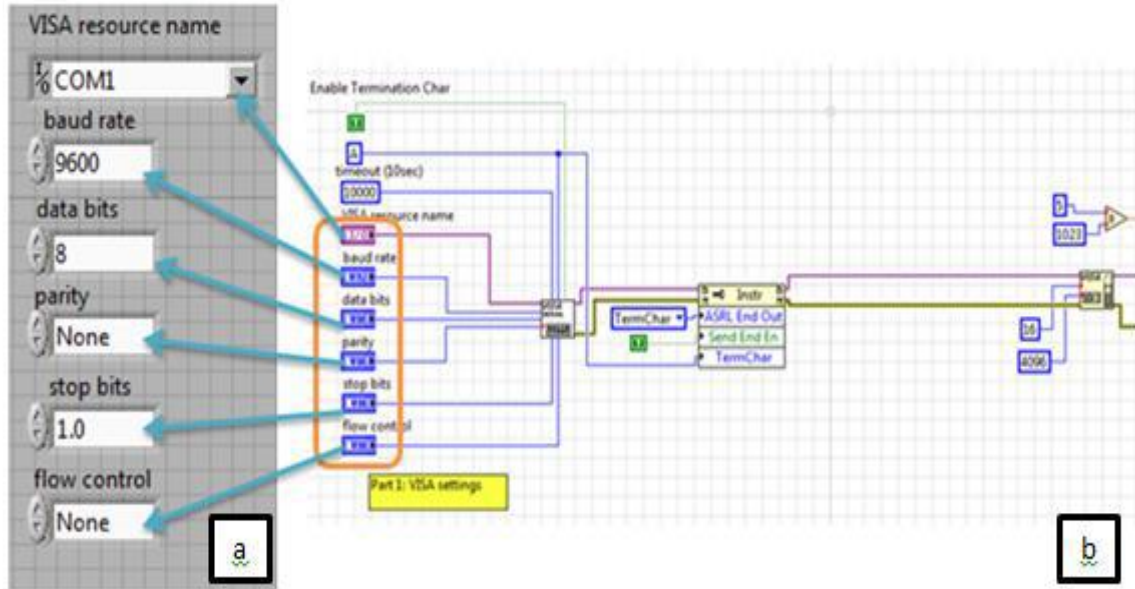 VISA resource name
COM1
baud rate
9600
data bits
8
parity
None
stop bits
1.0
flow control
None
a
Enable Termination Char
A
timeout (10sec)
10000
VISA resource name
baud rate
data bits
parity
stop bits
flow control
Part 1: VISA settings
Instr
TermChar
ASRL End Out
Send End En
TermChar
5
1023
16
4096
b